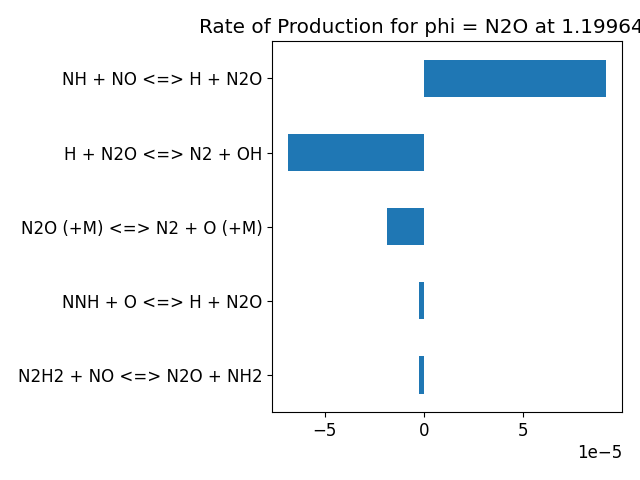 Rate of Production for phi = N2O at 1.19964
NH + NO <=> H + N2O
H + N2O <=> N2 + OH
N2O (+M) <=> N2 + O (+M)
NNH + O <=> H + N2O
N2H2 + NO <=> N2O + NH2
−5 0 5
1e−5